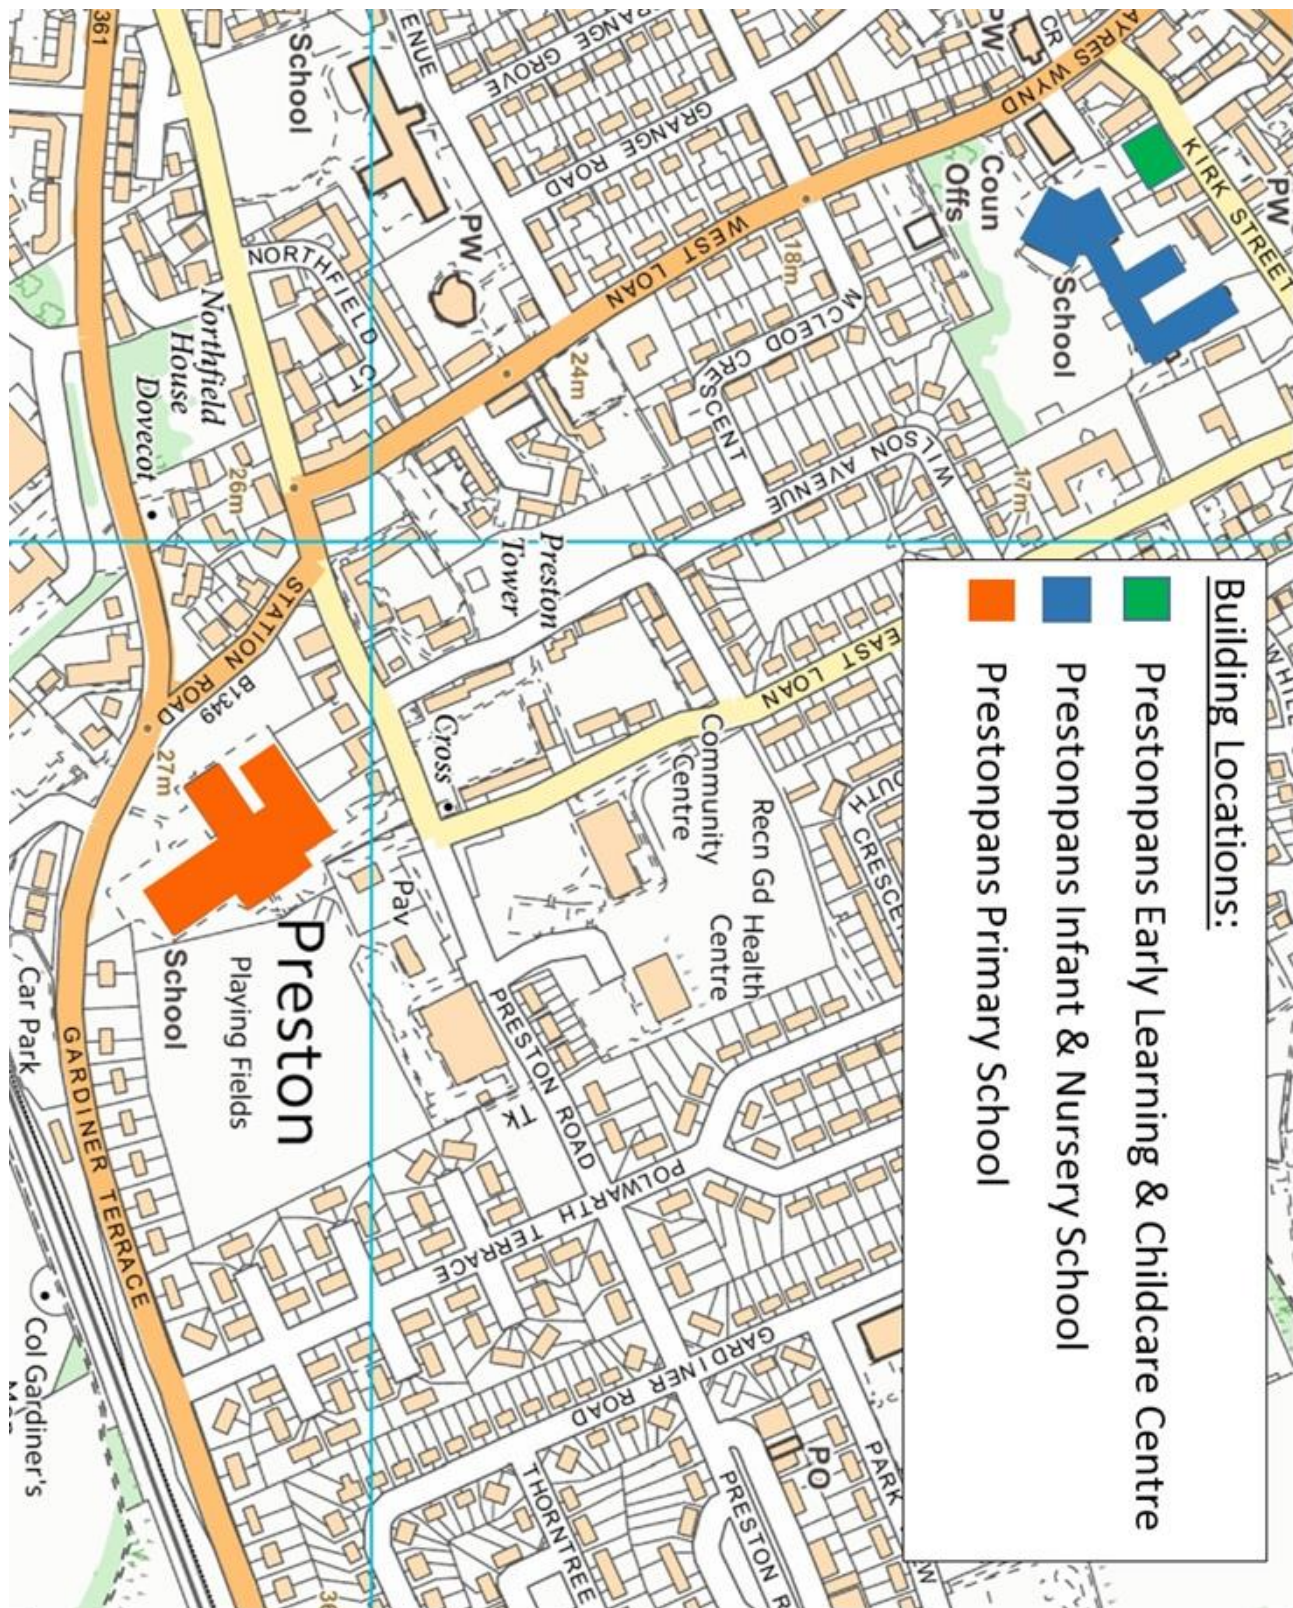 Building Locations:
Prestonpans Early Learning & Childcare Centre
Prestonpans Infant & Nursery School
Prestonpans Primary School
KIRK STREET
PW
AYRES WYND
CR
PW
Coun
Offs
School
WEST LOAN
18m
MCLEOD CRESCENT
WILSON AVENUE
17m
GRANGE ROAD
GRANGE GROVE
ENUE
24m
PW
School
NORTHFIELD CT
Northfield
House
Dovecot
26m
361
Preston
Tower
EAST LOAN
OUTH CRESCENT
Community
Centre
Recn Gd
Health
Centre
Cross
STATION ROAD
B1349
27m
Pav
Preston
Playing Fields
School
Car Park
GARDINER TERRACE
PRESTON ROAD
Tk
POLWARTH TERRACE
GARDINER ROAD
PO
PARK
PRESTON R
THORNTREE
Col Gardiner's